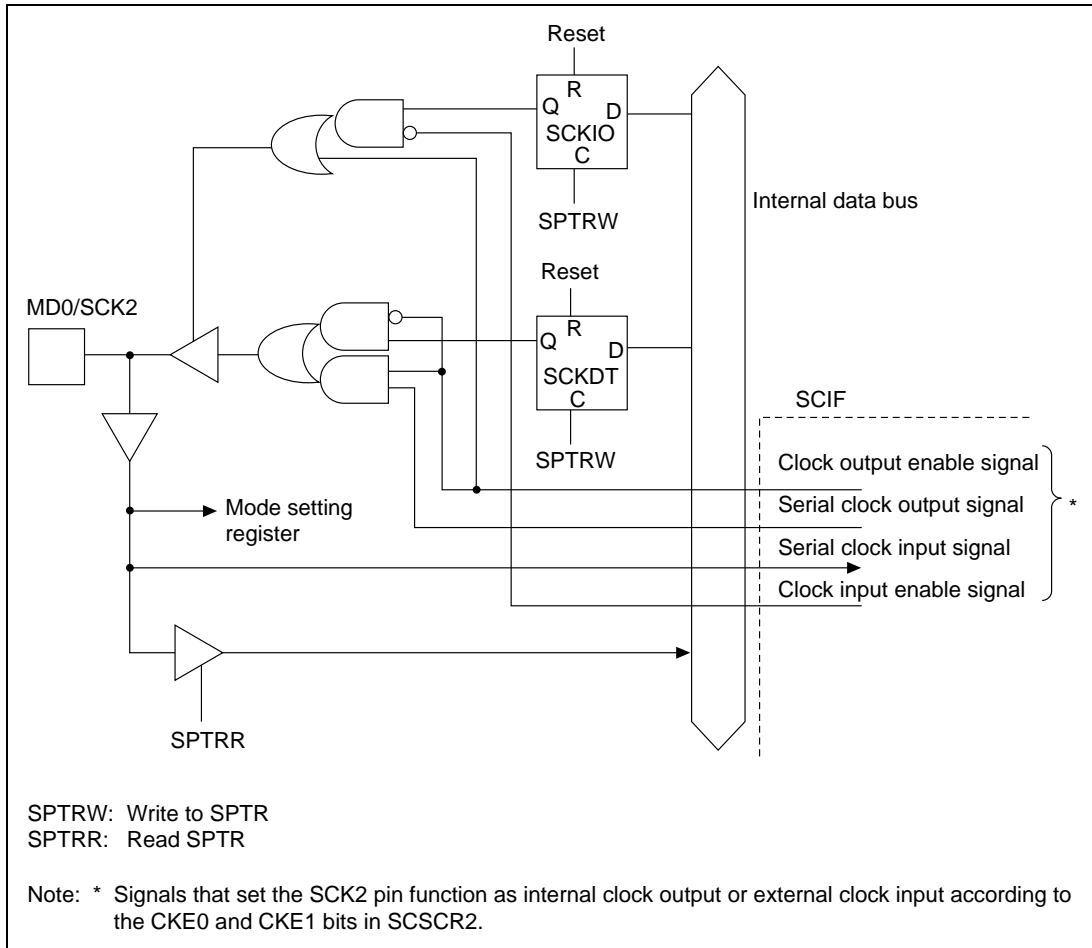 Reset
R
Q
D
SCKIO
C
SPTRW
Internal data bus
Reset
MD0/SCK2
R
Q
D
SCKDT
C
SPTRW
SCIF
Clock output enable signal
Serial clock output signal
*
Mode setting
register
Serial clock input signal
Clock input enable signal
SPTRR
SPTRW: Write to SPTR
SPTRR: Read SPTR
Note: * Signals that set the SCK2 pin function as internal clock output or external clock input according to
the CKE0 and CKE1 bits in SCSCR2.